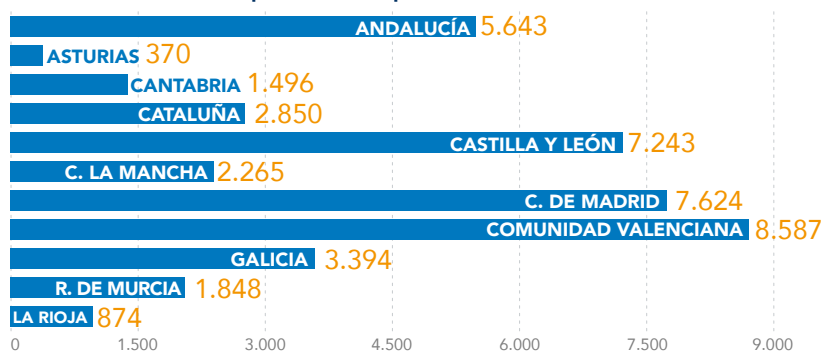 ANDALUCÍA 5.643
ASTURIAS 370
CANTABRIA 1.496
CATALUÑA 2.850
CASTILLA Y LEÓN 7.243
C. LA MANCHA 2.265
C. DE MADRID 7.624
COMUNIDAD VALENCIANA 8.587
GALICIA 3.394
R. DE MURCIA 1.848
LA RIOJA 874
0 1.500 3.000 4.500 6.000 7.500 9.000